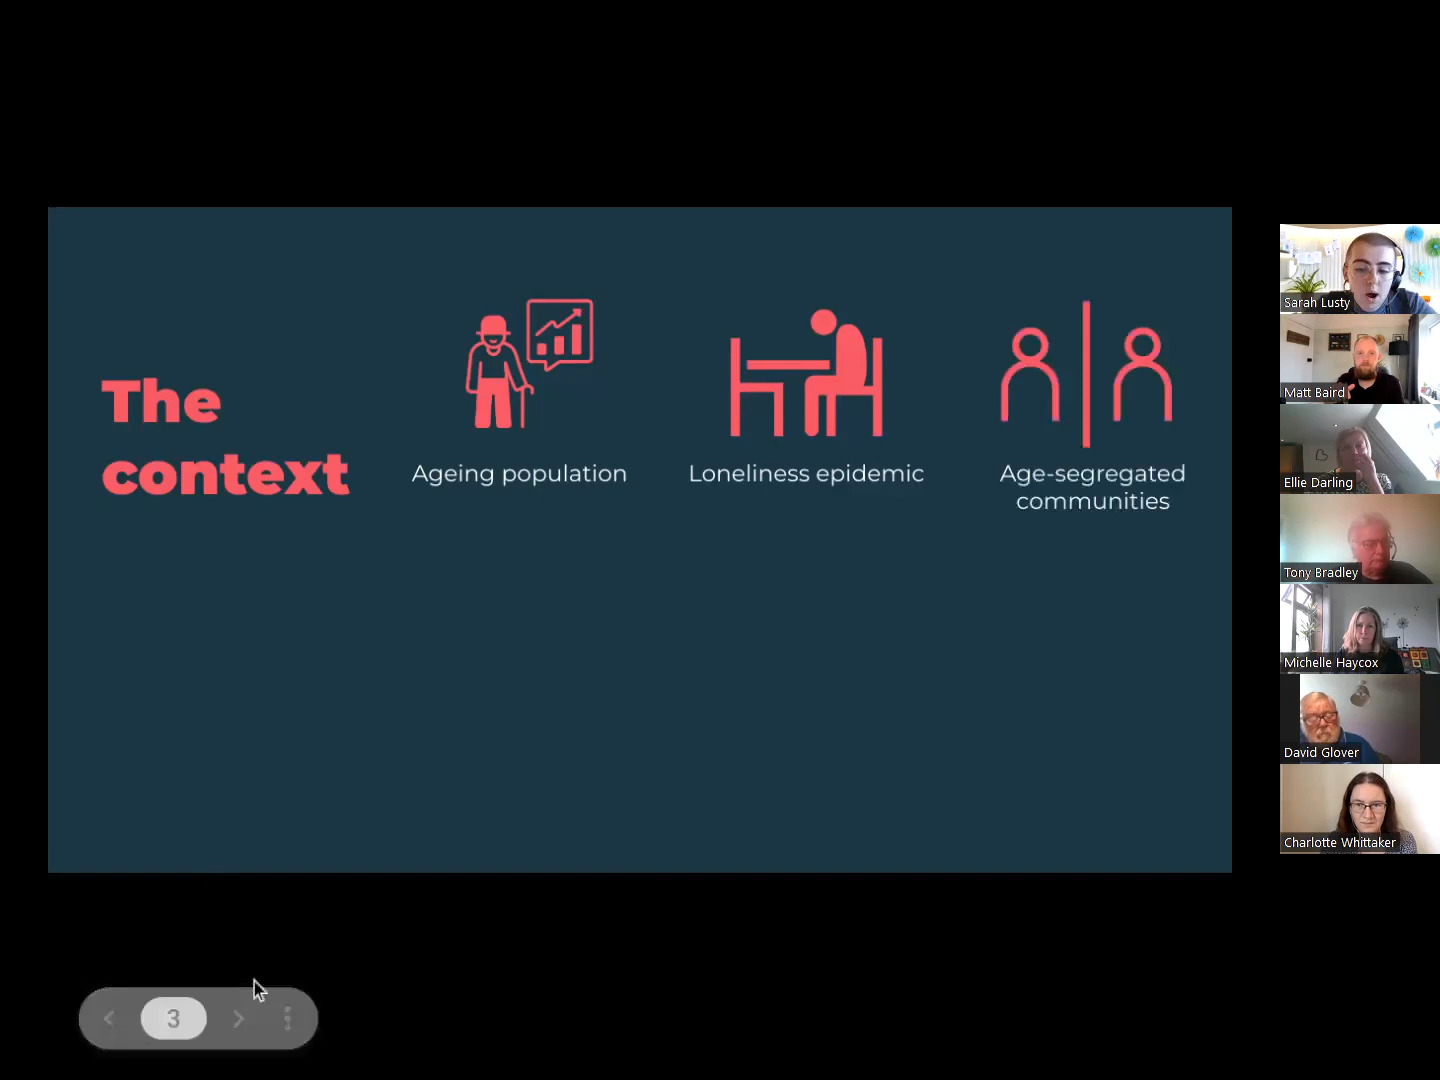 The
context
Ageing population
Loneliness epidemic
Age-segregated
communities
Sarah Lusty
Matt Baird
Ellie Darling
Tony Bradley
Michelle Haycox
David Glover
Charlotte Whittaker
3